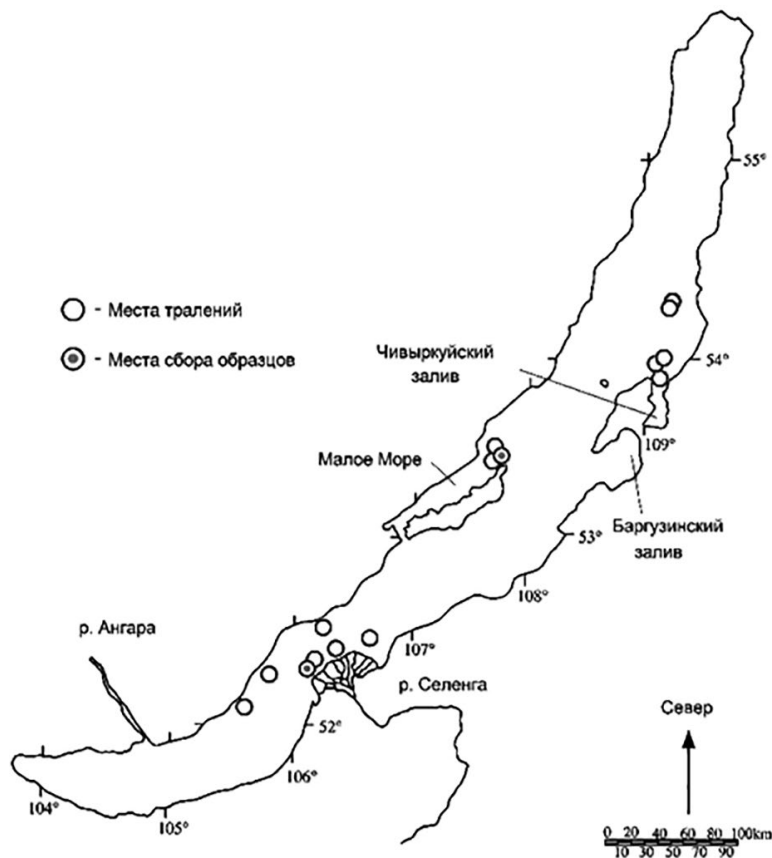 55°
- Места тралений
Чивыркуйский
залив
- Места сбора образцов
54°
109°
Малое Море
Баргузинский
залив
53°
108°
р. Ангара
107°
р. Селенга
Север
52°
106°
104°
105°
0 20 40 60 80 100km
10 30 50 70 90